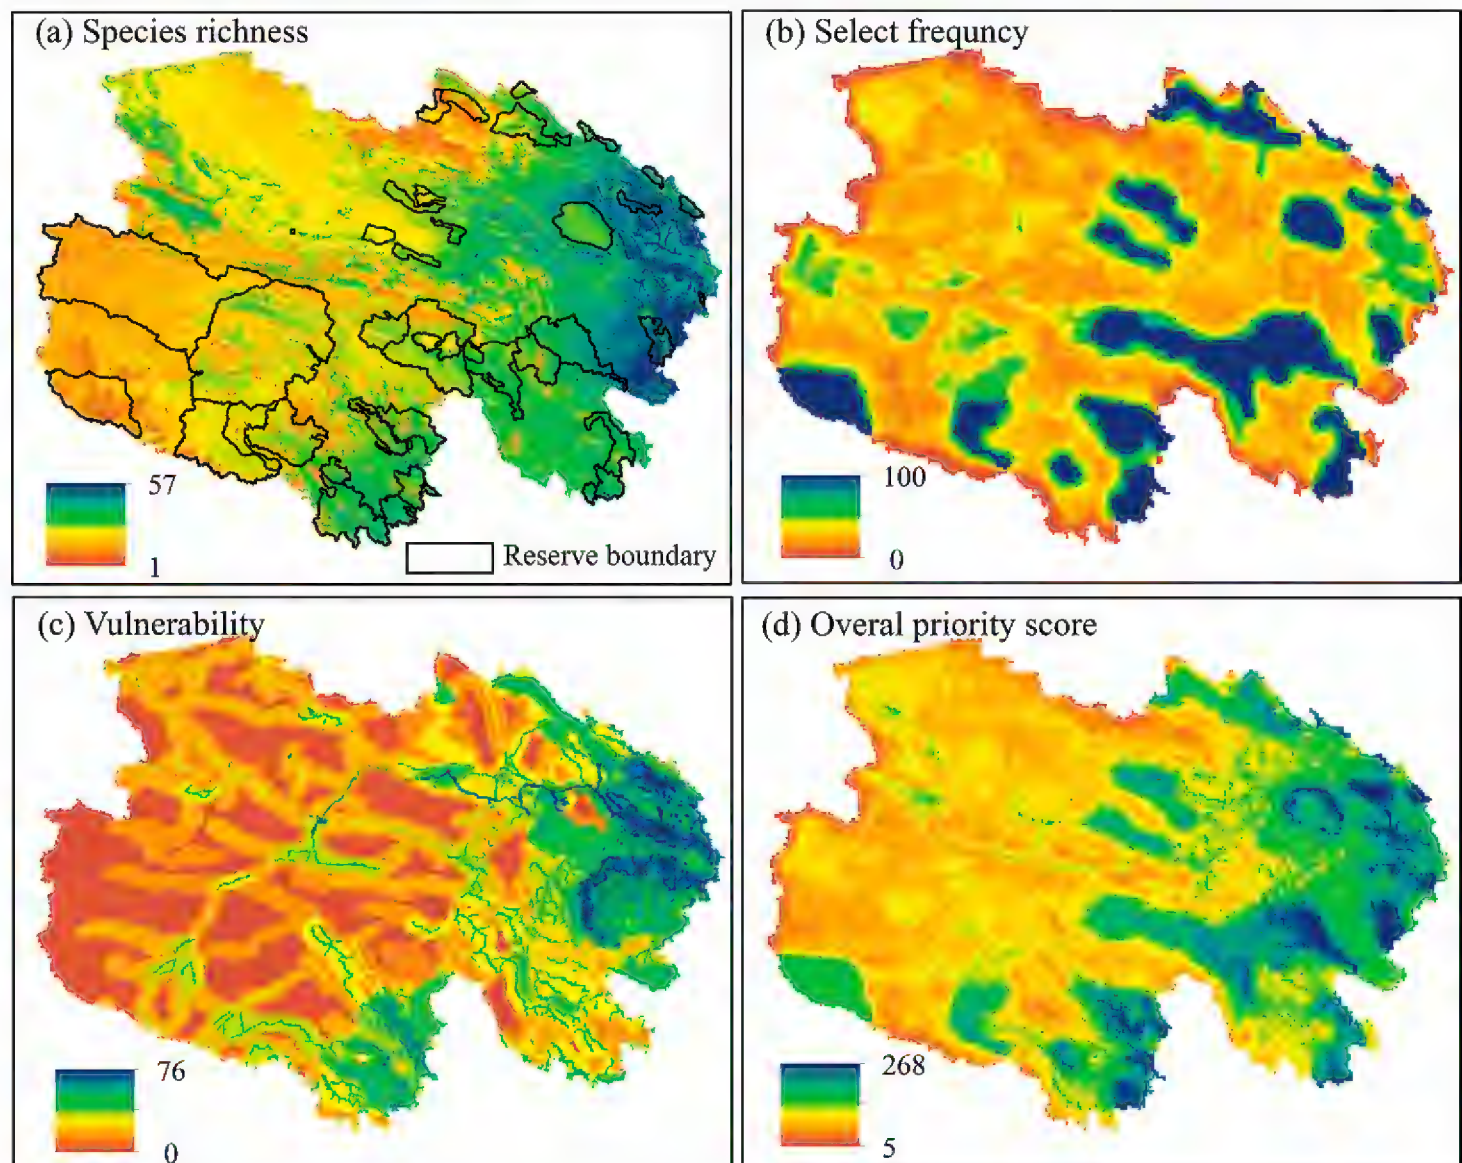 (a) Species richness
57
1
Reserve boundary
(b) Select frequncy
100
0
(c) Vulnerability
76
0
(d) Overal priority score
268
5